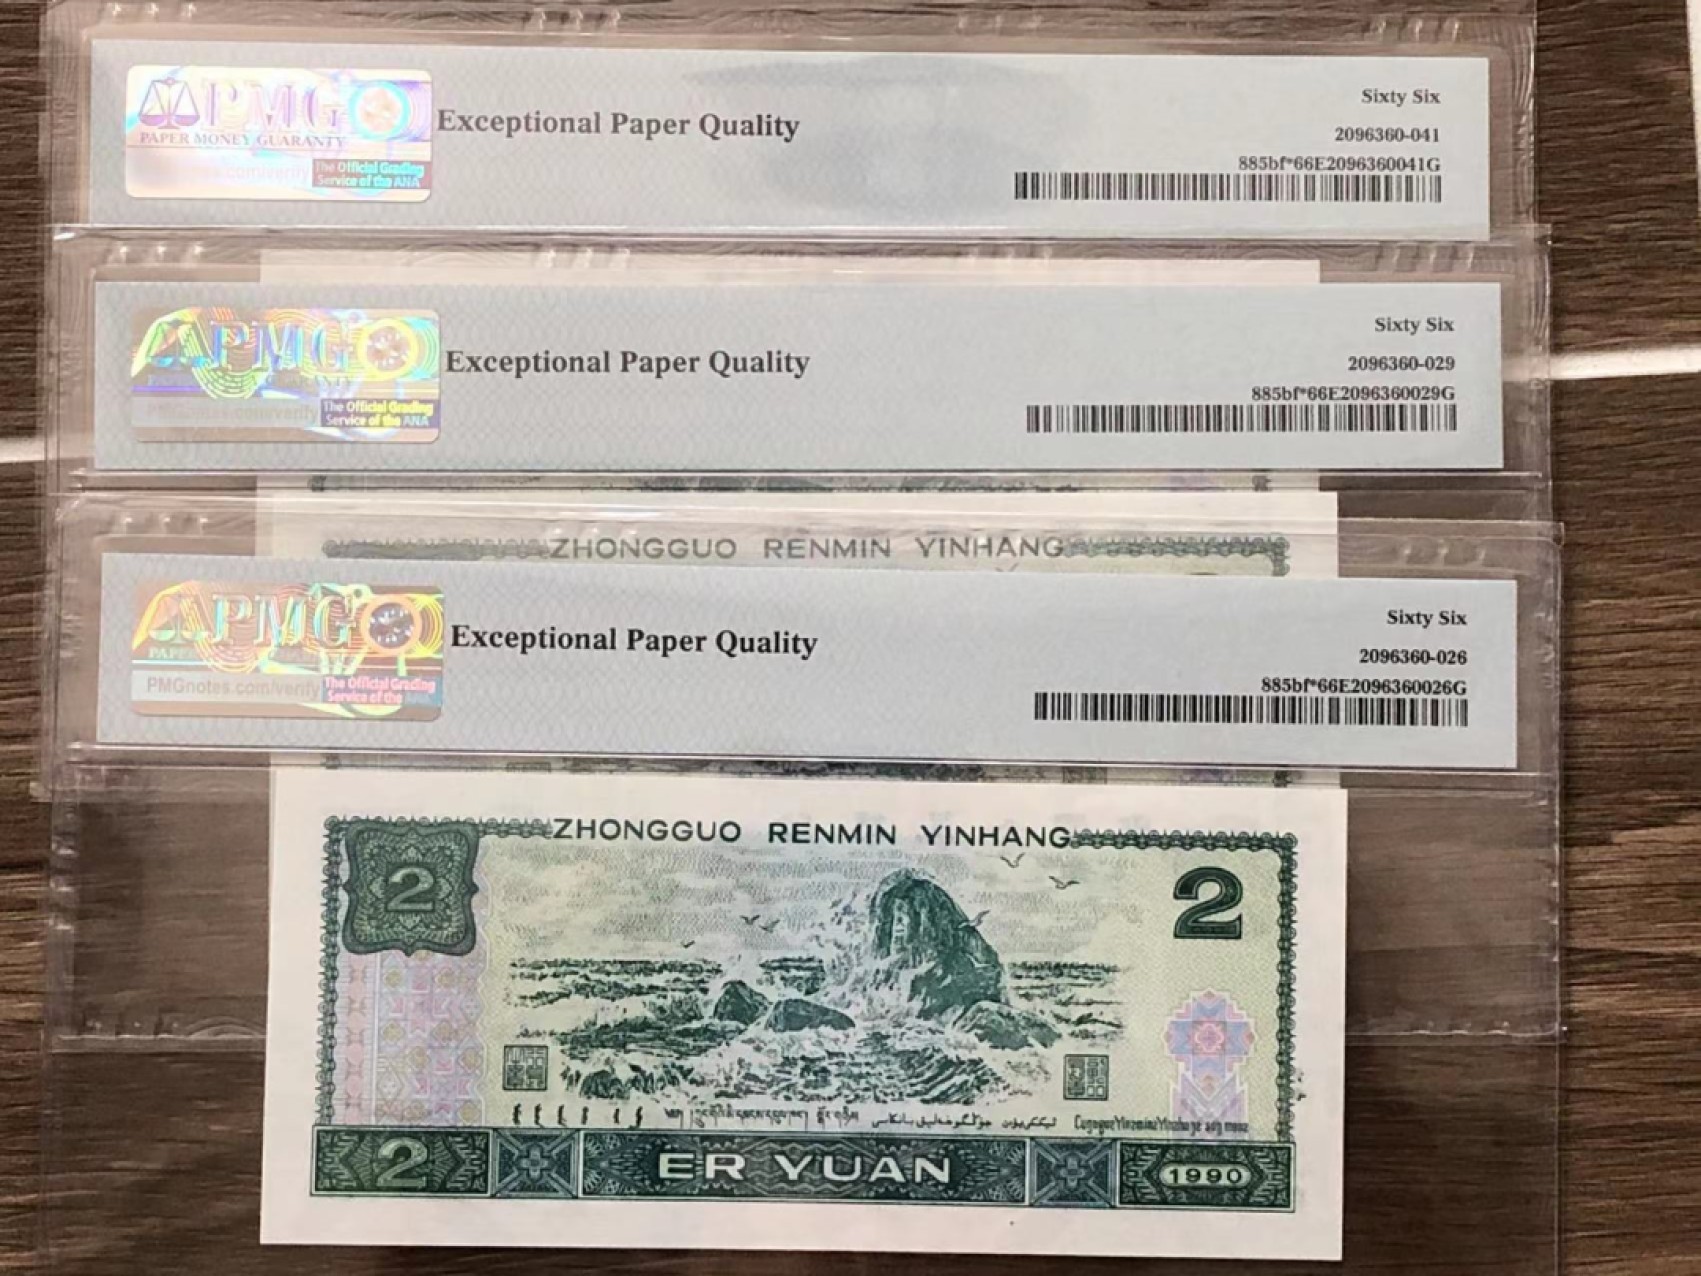 PMG
PAPER MONEY GUARANTY
The Official Grading
Service of the ANA
Exceptional Paper Quality
Sixty Six
2096360-041
885bf*66E2096360041G
PMG
PMGnotes.com/verify
The Official Grading
Service of the ANA
Exceptional Paper Quality
Sixty Six
2096360-029
885bf*66E2096360029G
ZHONGGUO RENMIN YINHANG
PMG
PMGnotes.com/verify
The Official Grading
Service of the ANA
Exceptional Paper Quality
Sixty Six
2096360-026
885bf*66E2096360026G
ZHONGGUO RENMIN YINHANG
2
2
2 ER YUAN 1990